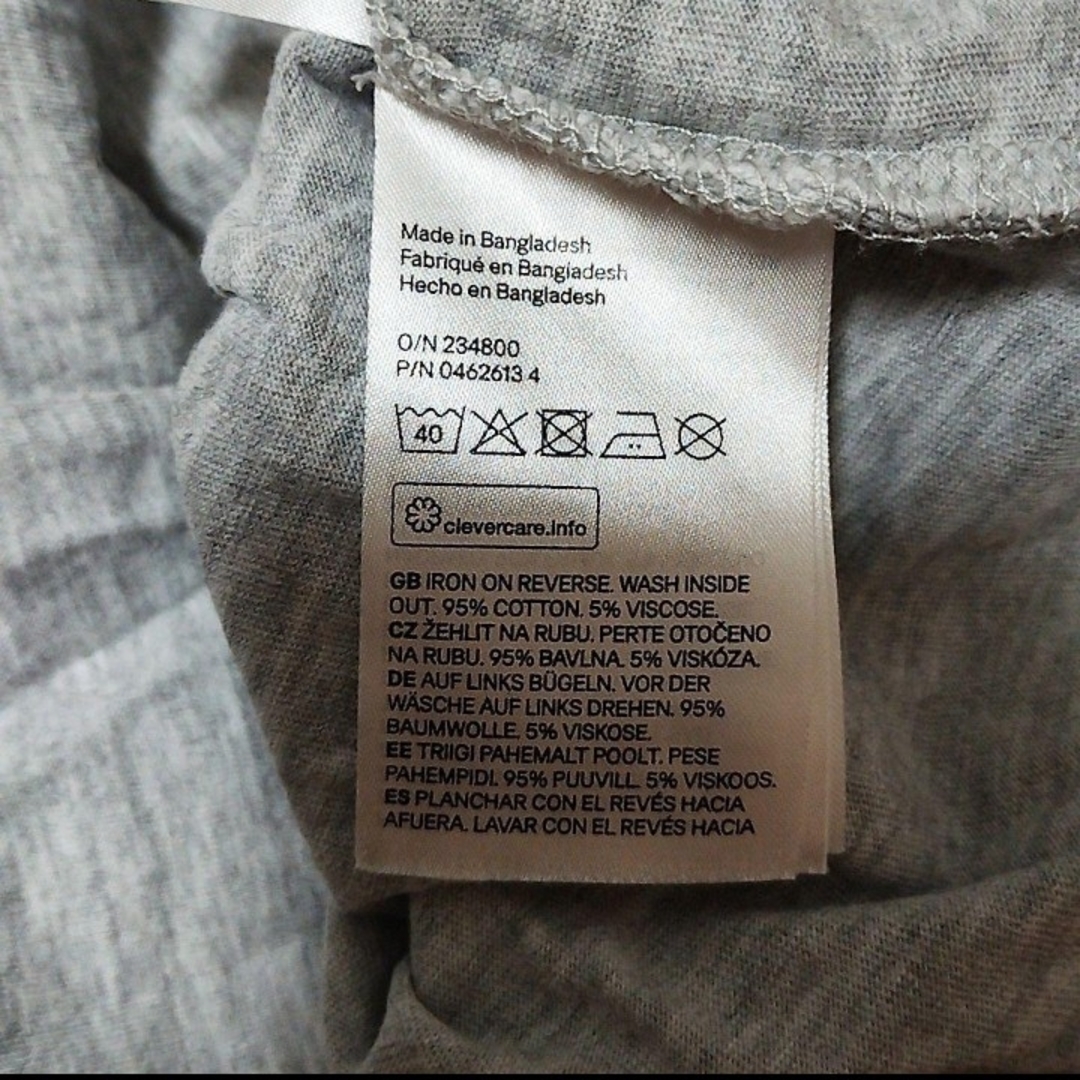 Made in Bangladesh
Fabriqué en Bangladesh
Hecho en Bangladesh
O/N 234800
P/N 0462613 4
40
clevercare.info
GB IRON ON REVERSE. WASH INSIDE
OUT. 95% COTTON. 5% VISCOSE.
CZ ŽEHLIT NA RUBU. PERTE OTOČENO
NA RUBU. 95% BAVLNA. 5% VISKÓZA.
DE AUF LINKS BÜGELN. VOR DER
WÄSCHE AUF LINKS DREHEN. 95%
BAUMWOLLE. 5% VISKOSE.
EE TRIIGI PAHEMALT POOLT. PESE
PAHEMPIDI. 95% PUUVILL. 5% VISKOOS.
ES PLANCHAR CON EL REVÉS HACIA
AFUERA. LAVAR CON EL REVÉS HACIA